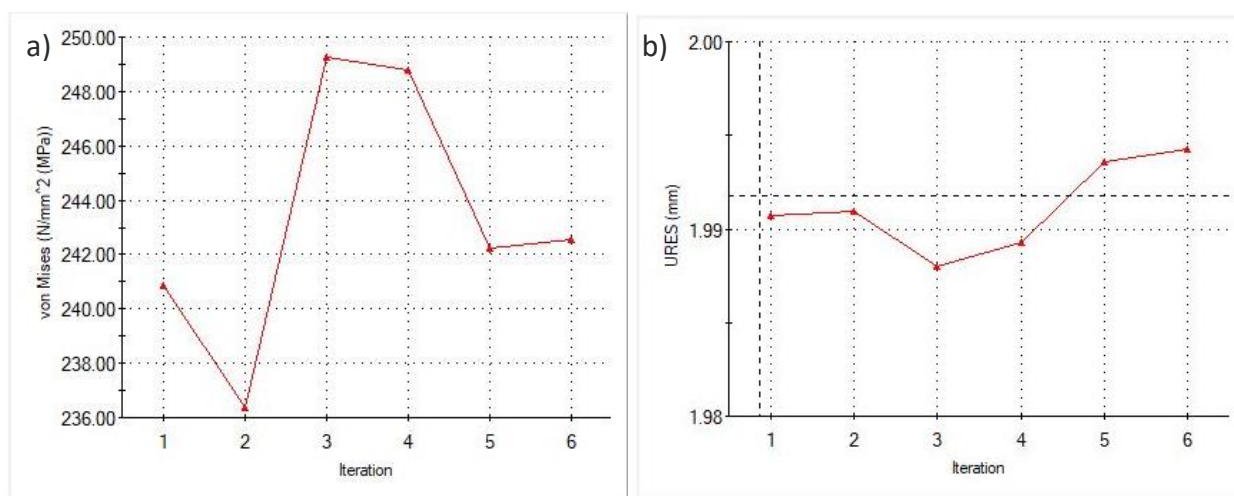 a)
von Mises (N/mm^2 (MPa))
250.00
248.00
246.00
244.00
242.00
240.00
238.00
236.00
1 2 3 4 5 6
Iteration
b)
URES (mm)
2.00
1.99
1.98
1 2 3 4 5 6
Iteration